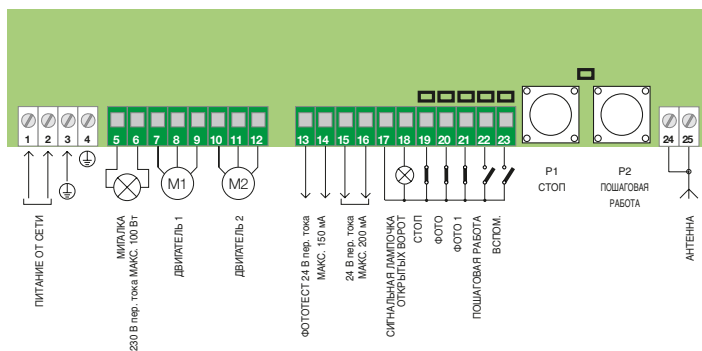 1 2 3 4 5 6 7 8 9 10 11 12 13 14 15 16 17 18 19 20 21 22 23 24 25
M1
M2
P1
СТОП
P2
ПОШАГОВАЯ
РАБОТА
ПИТАНИЕ ОТ СЕТИ
МИГАЛКА
230 В пер. тока МАКС. 100 Вт
ДВИГАТЕЛЬ 1
ДВИГАТЕЛЬ 2
ФОТОТЕСТ 24 В пер. тока
МАКС. 150 мА
24 В пер. тока
МАКС. 200 мА
СИГНАЛЬНАЯ ЛАМПОЧКА
ОТКРЫТЫХ ВОРОТ
СТОП
ФОТО
ФОТО 1
ПОШАГОВАЯ РАБОТА
ВСПОМ.
АНТЕННА